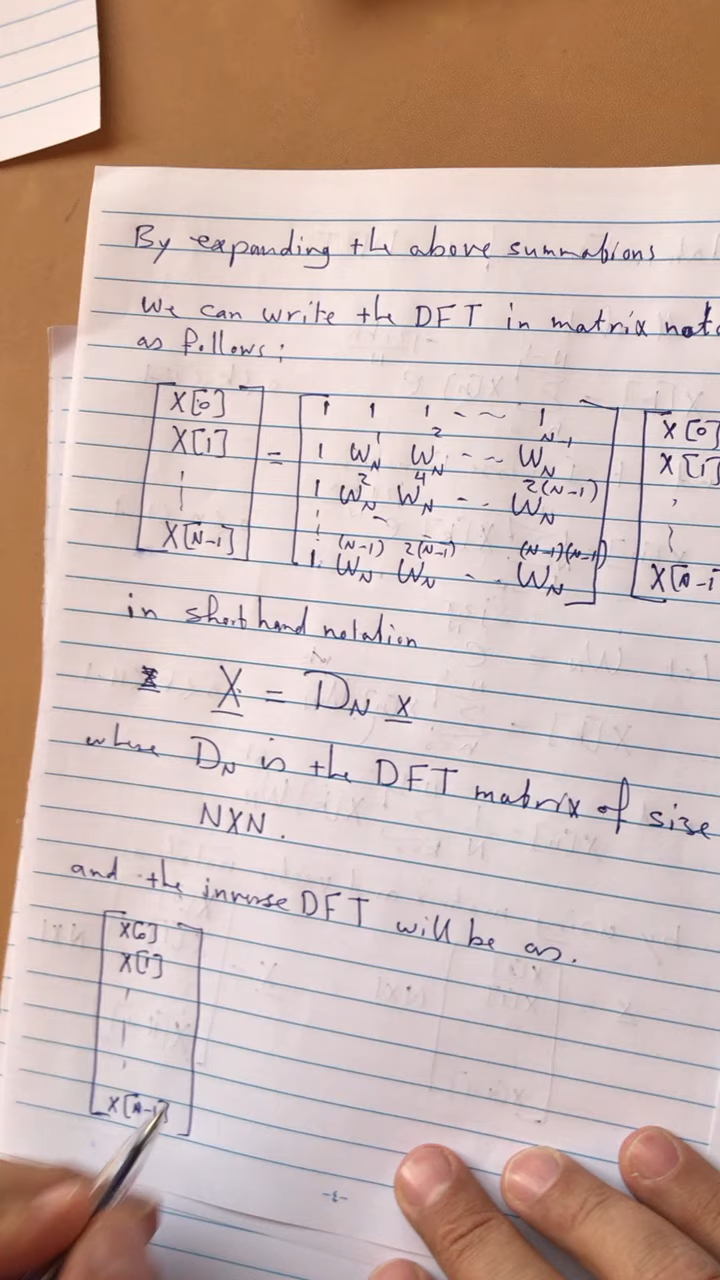 By expanding the above summations
We can write the DFT in matrix not
as follows:
[X[0] X[1] ⋮ X[N-1]] = [1 1 1 -- 1
1 W_N^1 W_N^2 --- W_N^{N-1}
1 W_N^2 W_N^4 -- W_N^{2(N-1)}
⋮
1 W_N^{(N-1)} W_N^{2(N-1)} -- W_N^{(N-1)(N-1)}] [x[0] x[1] ⋮ x[N-1
in short hand notation
X = D_N x
where D_N is the DFT matrix of size
NXN.
and the inverse DFT will be as.
[x[0]
x[1]
⋮
x[N-1]]
-3-